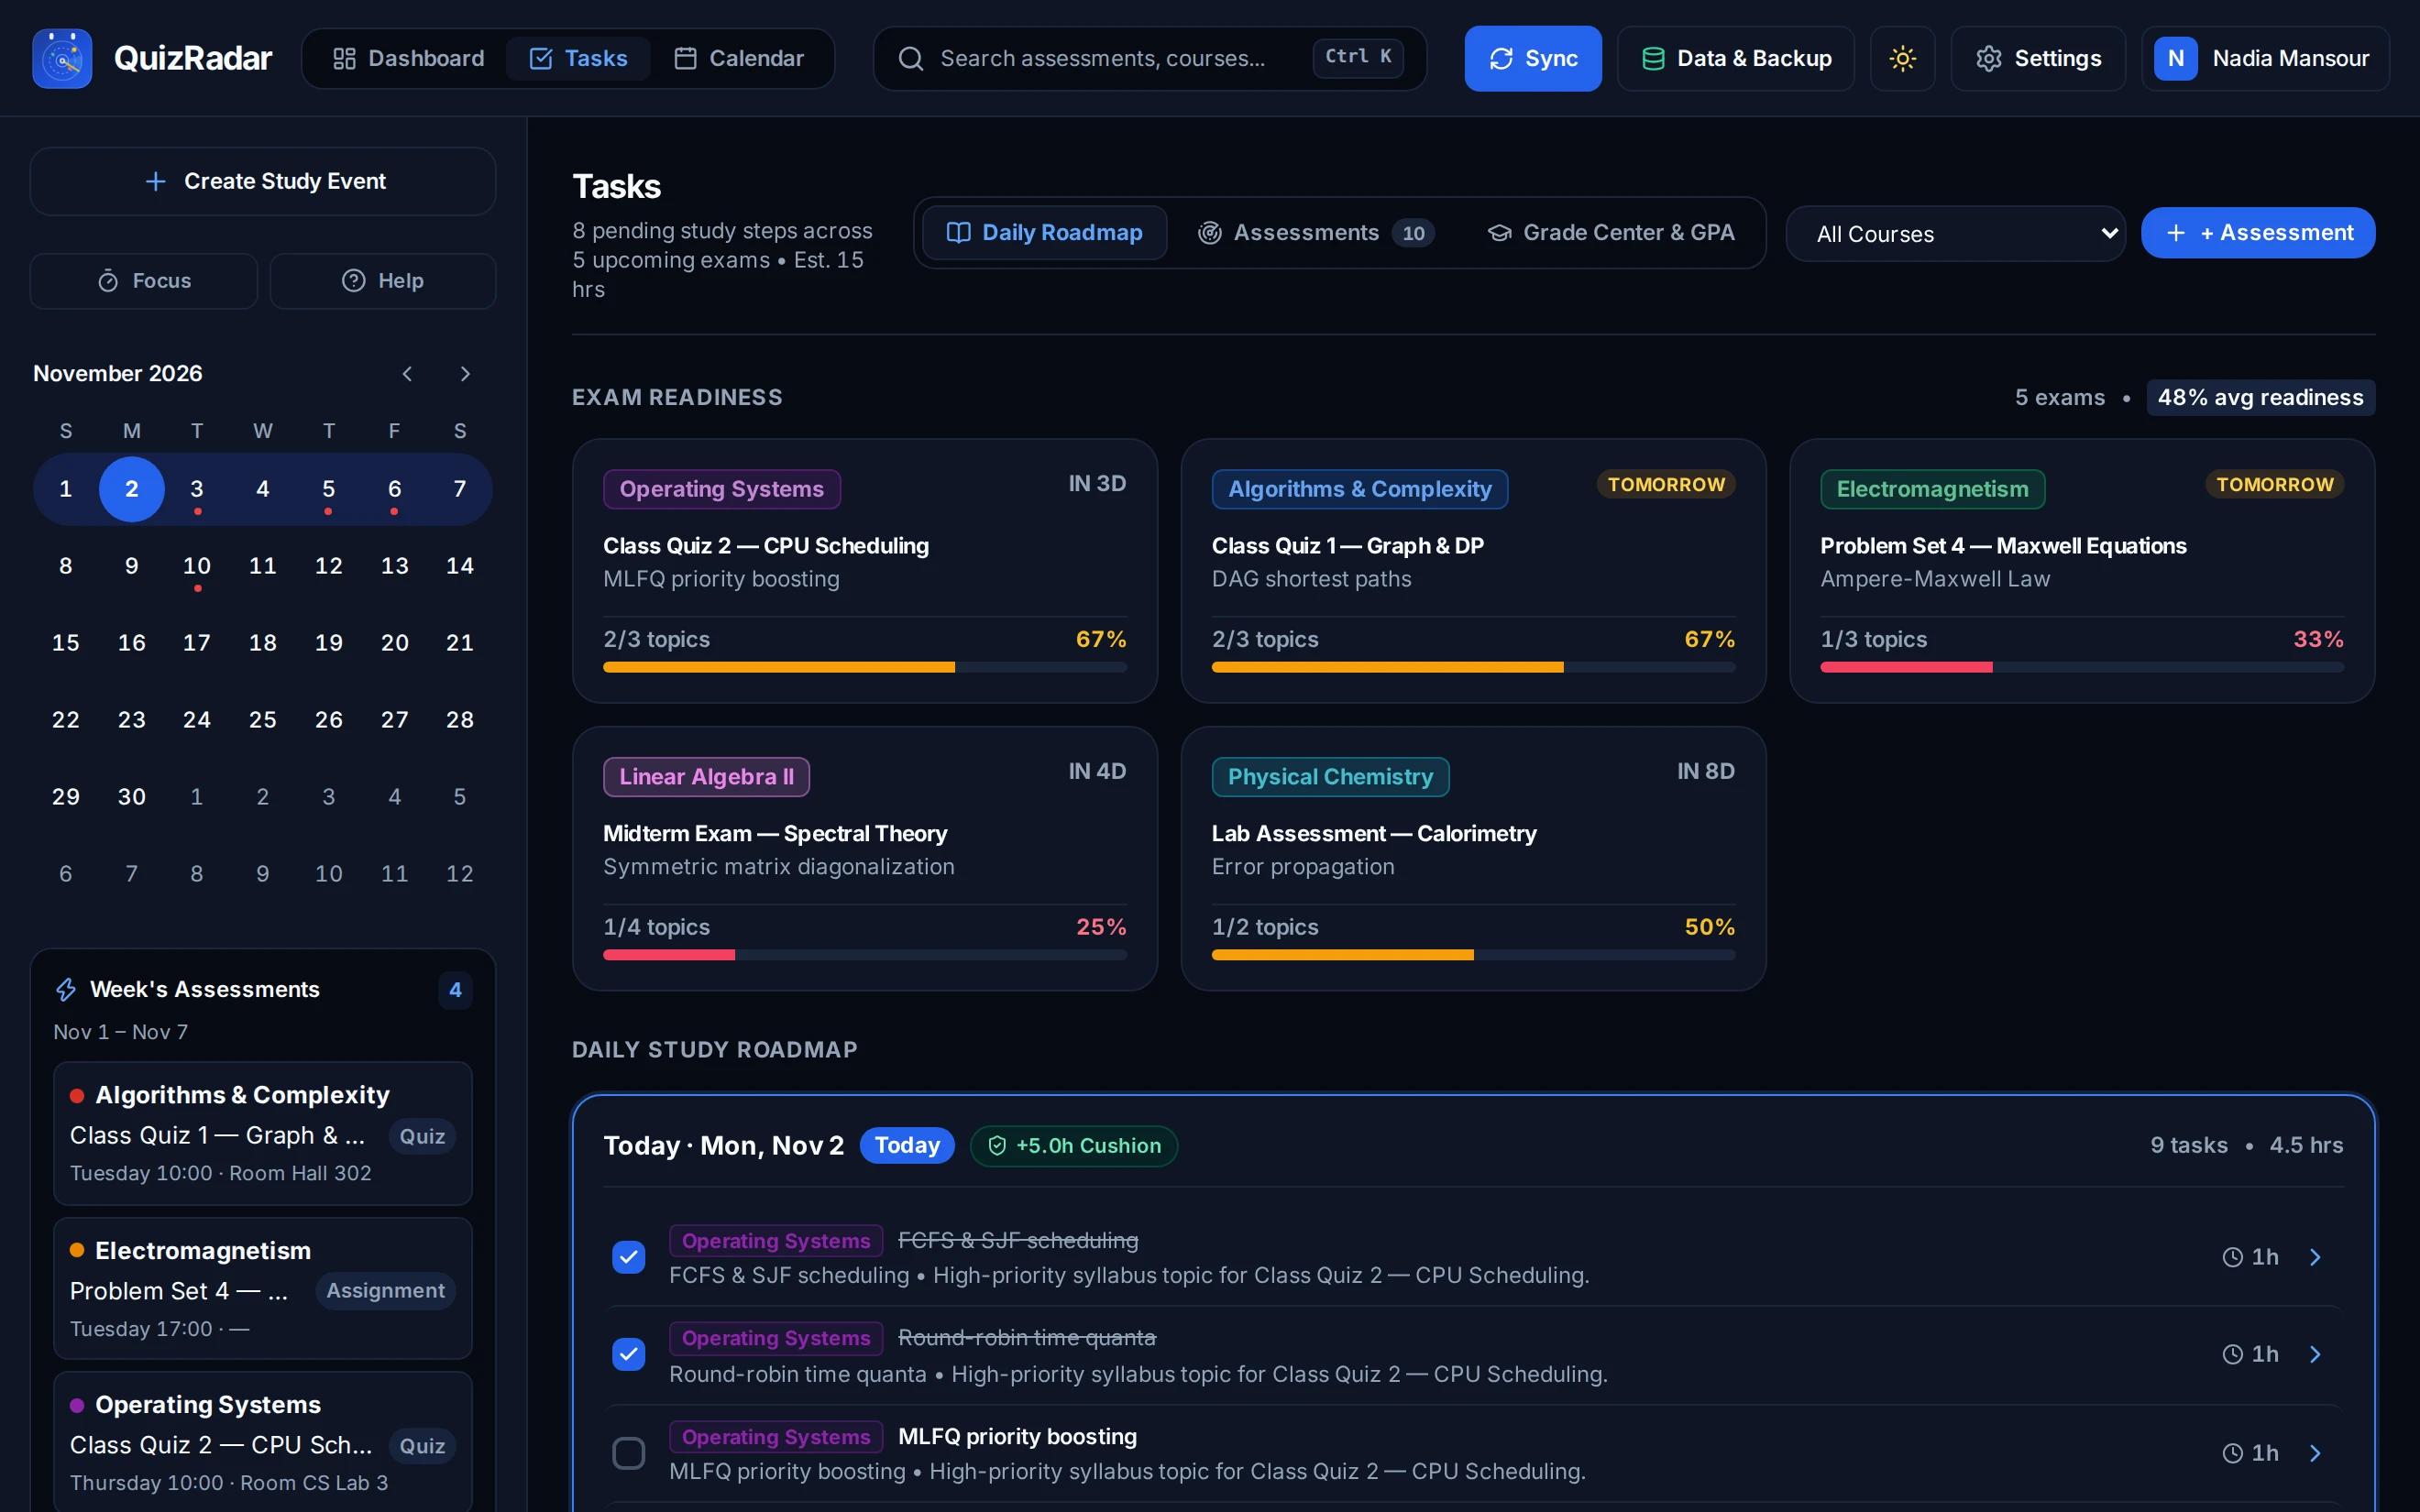 QuizRadar
Dashboard
Tasks
Calendar
Search assessments, courses...
Ctrl K
Sync
Data & Backup
Settings
N
Nadia Mansour
Create Study Event
Focus
Help
November 2026
S M T W T F S
1 2 3 4 5 6 7
8 9 10 11 12 13 14
15 16 17 18 19 20 21
22 23 24 25 26 27 28
29 30 1 2 3 4 5
6 7 8 9 10 11 12
Week's Assessments
4
Nov 1 – Nov 7
Algorithms & Complexity
Class Quiz 1 — Graph & ...
Quiz
Tuesday 10:00 · Room Hall 302
Electromagnetism
Problem Set 4 — ...
Assignment
Tuesday 17:00 · —
Operating Systems
Class Quiz 2 — CPU Sch...
Quiz
Thursday 10:00 · Room CS Lab 3
Tasks
8 pending study steps across
5 upcoming exams • Est. 15
hrs
Daily Roadmap
Assessments 10
Grade Center & GPA
All Courses
+ Assessment
EXAM READINESS
5 exams • 48% avg readiness
Operating Systems
IN 3D
Class Quiz 2 — CPU Scheduling
MLFQ priority boosting
2/3 topics
67%
Algorithms & Complexity
TOMORROW
Class Quiz 1 — Graph & DP
DAG shortest paths
2/3 topics
67%
Electromagnetism
TOMORROW
Problem Set 4 — Maxwell Equations
Ampere-Maxwell Law
1/3 topics
33%
Linear Algebra II
IN 4D
Midterm Exam — Spectral Theory
Symmetric matrix diagonalization
1/4 topics
25%
Physical Chemistry
IN 8D
Lab Assessment — Calorimetry
Error propagation
1/2 topics
50%
DAILY STUDY ROADMAP
Today · Mon, Nov 2
Today
+5.0h Cushion
9 tasks • 4.5 hrs
Operating Systems FCFS & SJF scheduling
FCFS & SJF scheduling • High-priority syllabus topic for Class Quiz 2 — CPU Scheduling.
1h
Operating Systems Round-robin time quanta
Round-robin time quanta • High-priority syllabus topic for Class Quiz 2 — CPU Scheduling.
1h
Operating Systems MLFQ priority boosting
MLFQ priority boosting • High-priority syllabus topic for Class Quiz 2 — CPU Scheduling.
1h